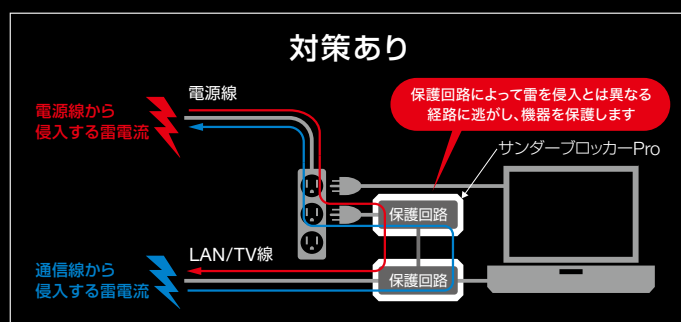 対策あり
電源線
電源線から
侵入する雷電流
保護回路によって雷を侵入とは異なる
経路に逃がし、機器を保護します
サンダーブロッカーPro
保護回路
LAN/TV線
通信線から
侵入する雷電流
保護回路